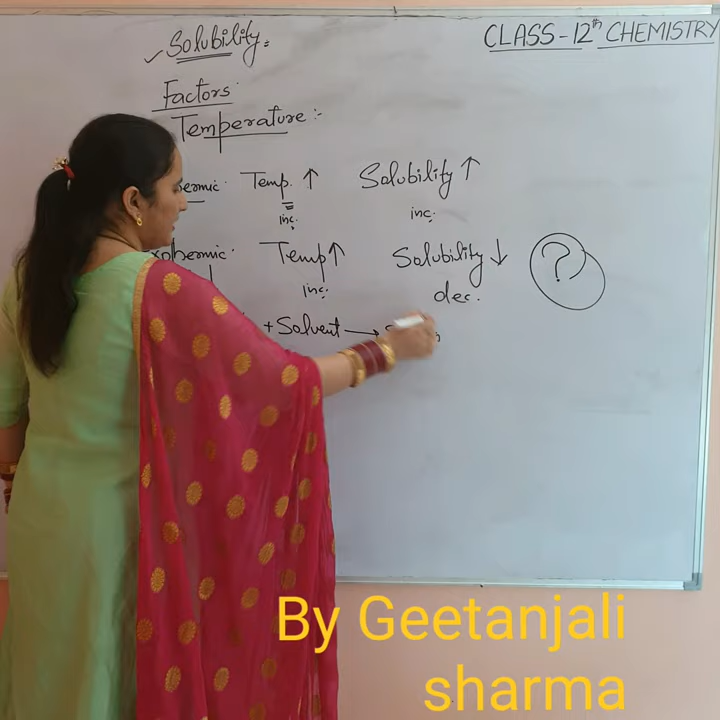 Solubility
CLASS-12th CHEMISTRY
Factors
Temperature :-
Temp. ↑ Solubility ↑
inc. inc.
Temp ↑ Solubility ↓ ?
inc. dec.
+ Solvent →
By Geetanjali
sharma